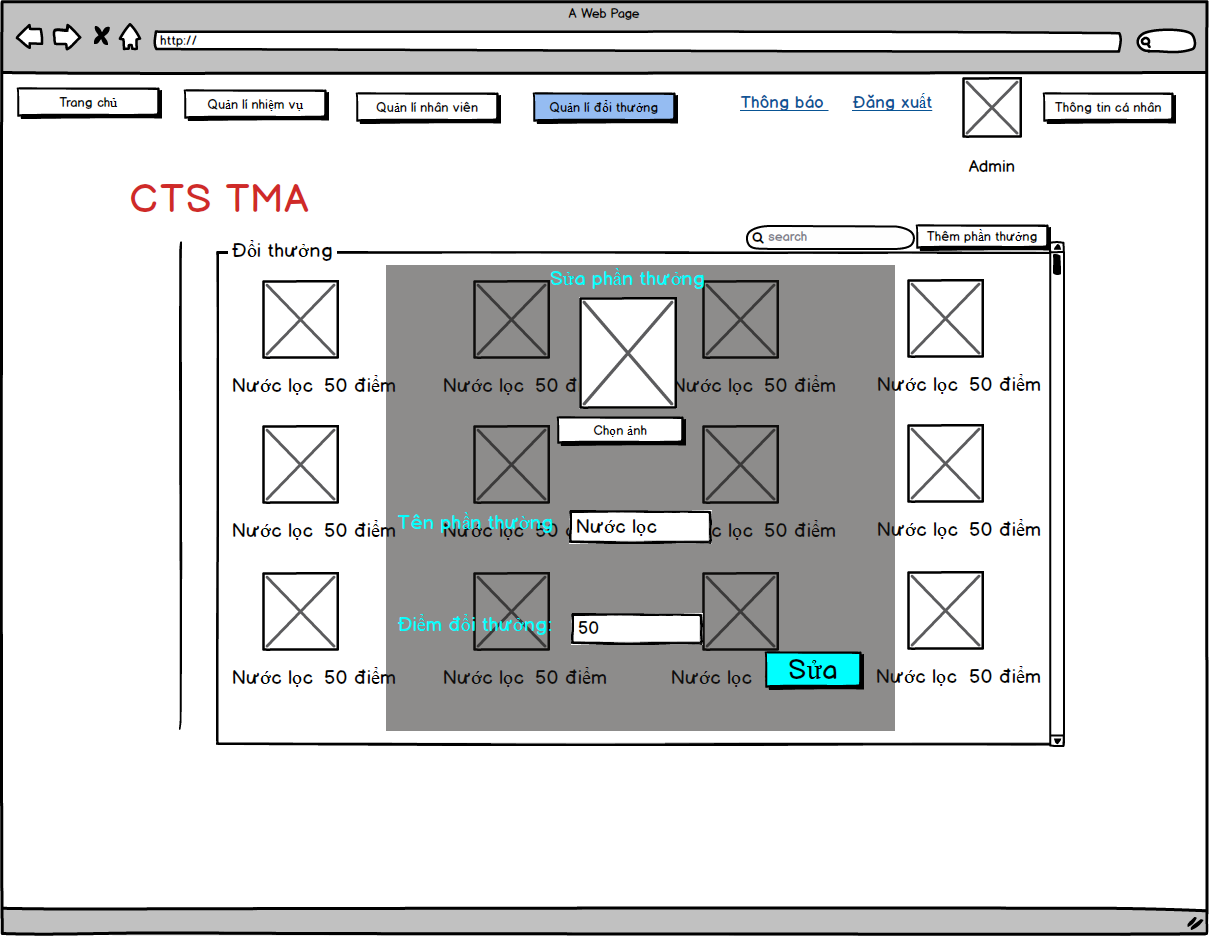 A Web Page
http://
Trang chủ
Quản lí nhiệm vụ
Quản lí nhân viên
Quản lí đổi thưởng
Thông báo
Đăng xuất
Thông tin cá nhân
Admin
CTS TMA
search
Thêm phần thưởng
Đổi thưởng
Sửa phần thưởng
Nước lọc 50 điểm
Nước lọc 50 đ
Nước lọc 50 điểm
Nước lọc 50 điểm
Chọn ảnh
Tên phần thưởng
Nước lọc
Nước lọc 50 điểm
Nước lọc 50
lọc 50 điểm
Nước lọc 50 điểm
Điểm đổi thưởng:
50
Nước lọc 50 điểm
Nước lọc 50 điểm
Nước lọc
Sửa
Nước lọc 50 điểm